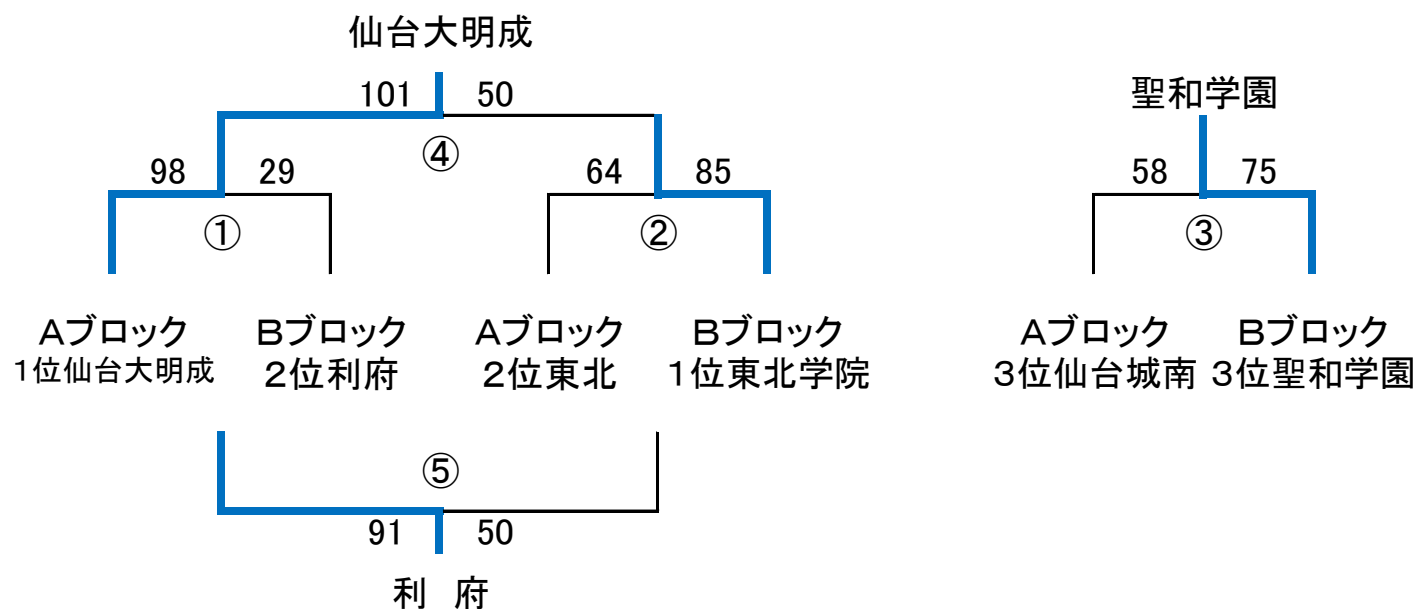 仙台大明成
101 50
④
98 29
①
64 85
②
Aブロック
1位仙台大明成
Bブロック
2位利府
Aブロック
2位東北
Bブロック
1位東北学院
⑤
91 50
利 府
聖和学園
58 75
③
Aブロック
3位仙台城南
Bブロック
3位聖和学園